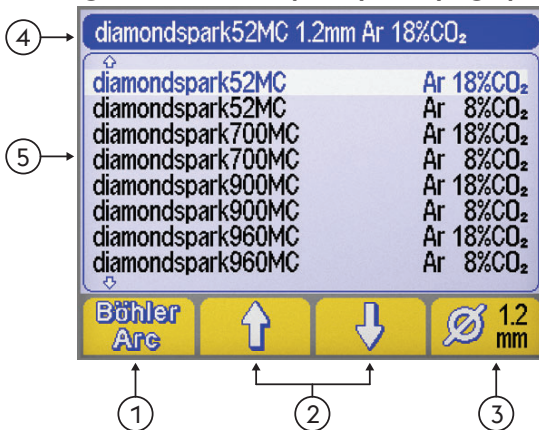 4
diamondspark52MC 1.2mm Ar 18%CO₂
diamondspark52MC Ar 18%CO₂
diamondspark52MC Ar 8%CO₂
5
diamondspark700MC Ar 18%CO₂
diamondspark700MC Ar 8%CO₂
diamondspark900MC Ar 18%CO₂
diamondspark900MC Ar 8%CO₂
diamondspark960MC Ar 18%CO₂
diamondspark960MC Ar 8%CO₂
Böhler
Arc
Ø 1.2
mm
1
2
3